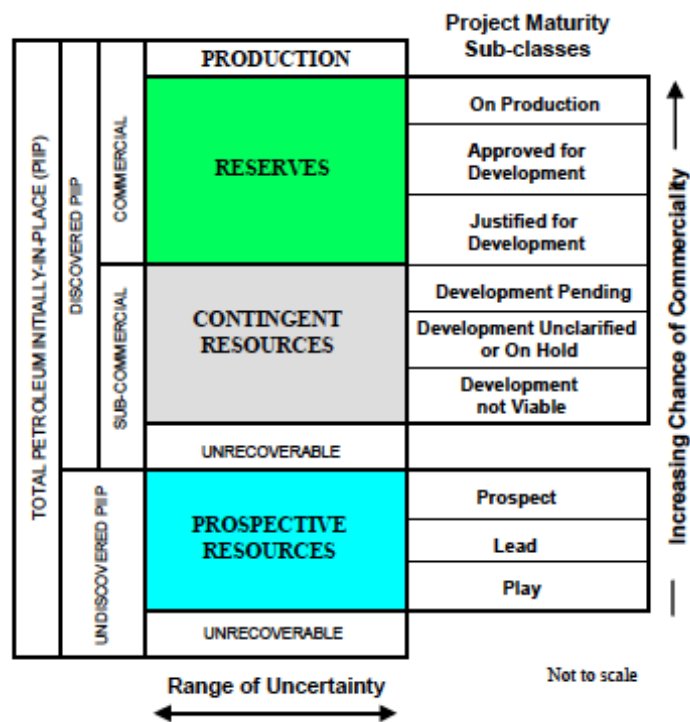 Project Maturity
Sub-classes
TOTAL PETROLEUM INITIALLY-IN-PLACE (PIIP)
DISCOVERED PIIP
COMMERCIAL
PRODUCTION
RESERVES
On Production
Approved for
Development
Justified for
Development
SUB-COMMERCIAL
CONTINGENT
RESOURCES
Development Pending
Development Unclarified
or On Hold
Development
not Viable
UNRECOVERABLE
UNDISCOVERED PIIP
PROSPECTIVE
RESOURCES
Prospect
Lead
Play
UNRECOVERABLE
Increasing Chance of Commerciality
Range of Uncertainty
Not to scale